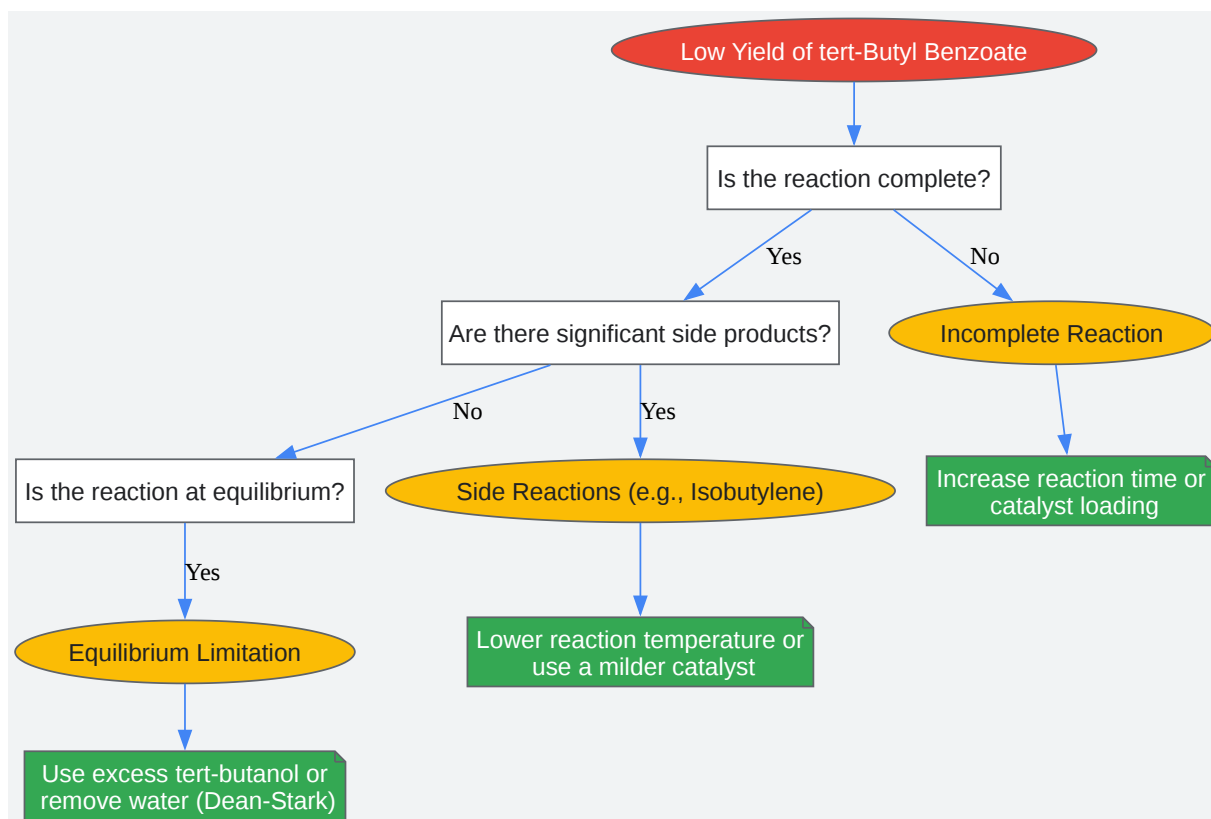 Low Yield of tert-Butyl Benzoate
Is the reaction complete?
Yes
No
Are there significant side products?
Incomplete Reaction
No
Yes
Is the reaction at equilibrium?
Side Reactions (e.g., Isobutylene)
Increase reaction time or
catalyst loading
Yes
Equilibrium Limitation
Lower reaction temperature or
use a milder catalyst
Use excess tert-butanol or
remove water (Dean-Stark)